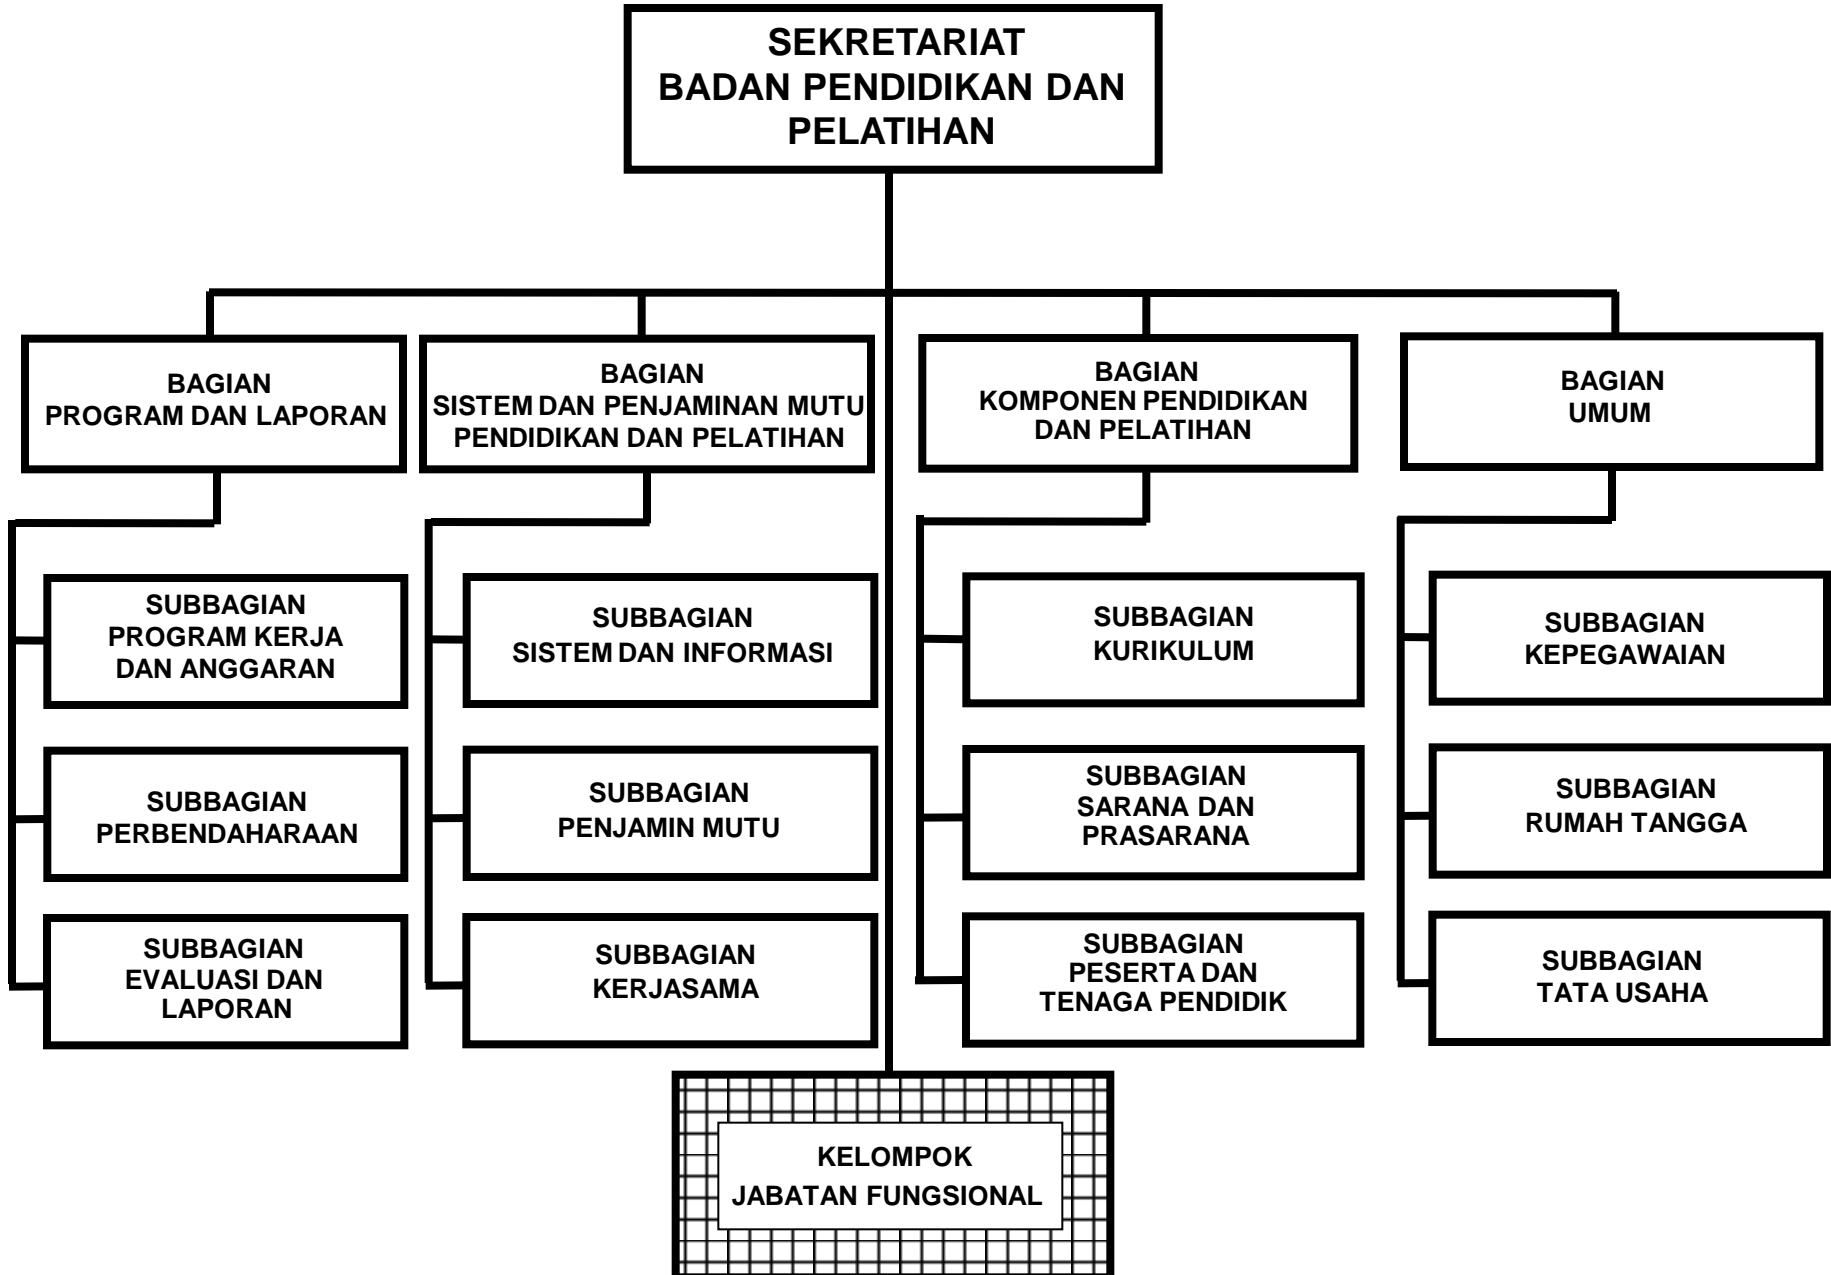 SEKRETARIAT
BADAN PENDIDIKAN DAN
PELATIHAN
BAGIAN
PROGRAM DAN LAPORAN
BAGIAN
SISTEM DAN PENJAMINAN MUTU
PENDIDIKAN DAN PELATIHAN
BAGIAN
KOMPONEN PENDIDIKAN
DAN PELATIHAN
BAGIAN
UMUM
SUBBAGIAN
PROGRAM KERJA
DAN ANGGARAN
SUBBAGIAN
SISTEM DAN INFORMASI
SUBBAGIAN
KURIKULUM
SUBBAGIAN
KEPEGAWAIAN
SUBBAGIAN
PERBENDAHARAAN
SUBBAGIAN
PENJAMIN MUTU
SUBBAGIAN
SARANA DAN
PRASARANA
SUBBAGIAN
RUMAH TANGGA
SUBBAGIAN
EVALUASI DAN
LAPORAN
SUBBAGIAN
KERJASAMA
SUBBAGIAN
PESERTA DAN
TENAGA PENDIDIK
SUBBAGIAN
TATA USAHA
KELOMPOK
JABATAN FUNGSIONAL